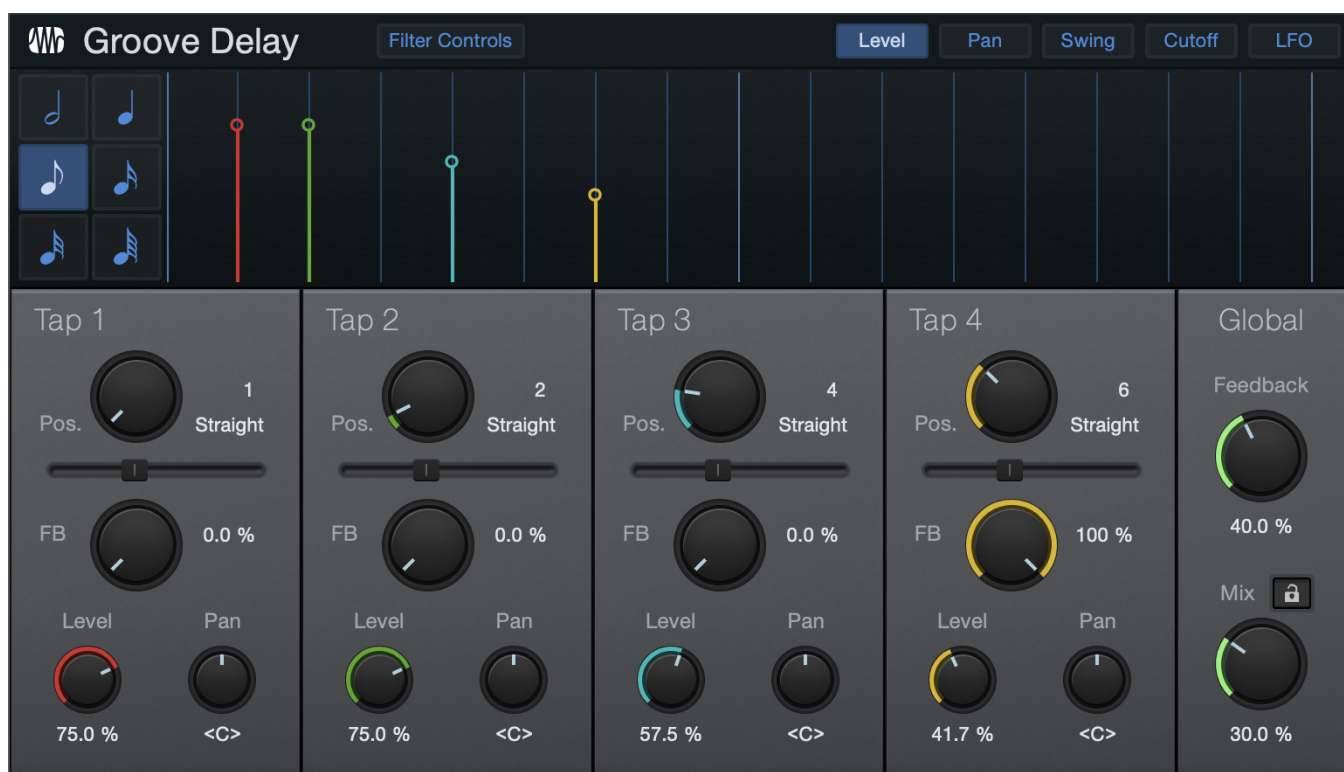 Groove Delay
Filter Controls
Level Pan Swing Cutoff LFO
Tap 1
1
Pos.
Straight
FB
0.0 %
Level Pan
75.0 % <C>
Tap 2
2
Pos.
Straight
FB
0.0 %
Level Pan
75.0 % <C>
Tap 3
4
Pos.
Straight
FB
0.0 %
Level Pan
57.5 % <C>
Tap 4
6
Pos.
Straight
FB
100 %
Level Pan
41.7 % <C>
Global
Feedback
40.0 %
Mix
30.0 %